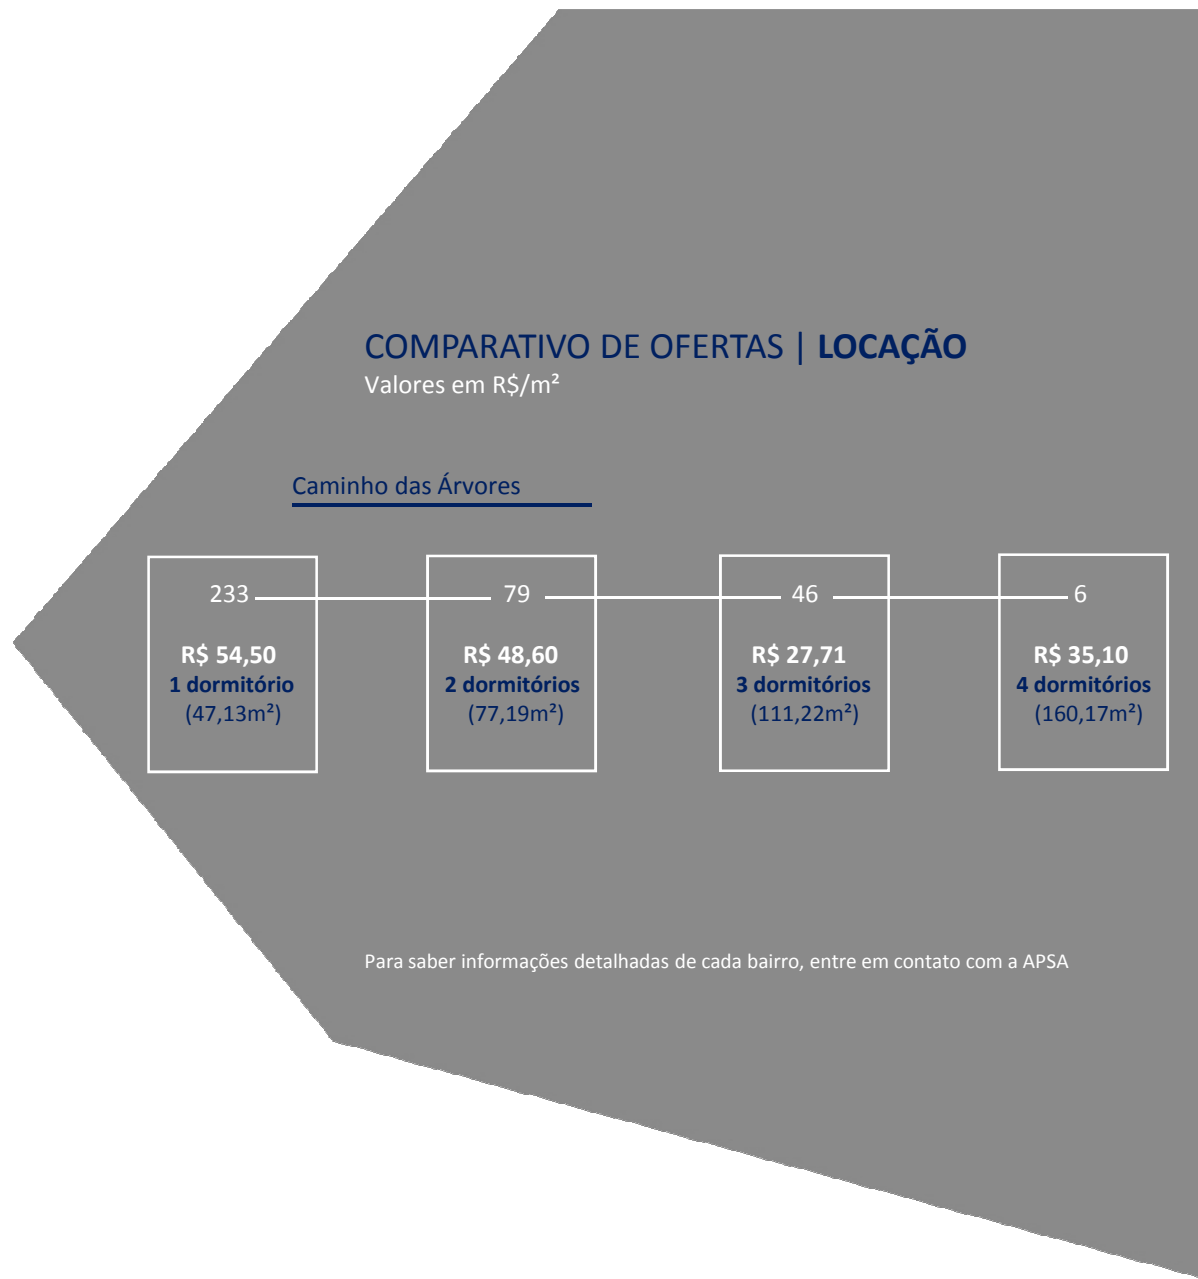 COMPARATIVO DE OFERTAS | LOCAÇÃO
Valores em R$/m²
Caminho das Árvores
233
R$ 54,50
1 dormitório
(47,13m²)
79
R$ 48,60
2 dormitórios
(77,19m²)
46
R$ 27,71
3 dormitórios
(111,22m²)
6
R$ 35,10
4 dormitórios
(160,17m²)
Para saber informações detalhadas de cada bairro, entre em contato com a APSA